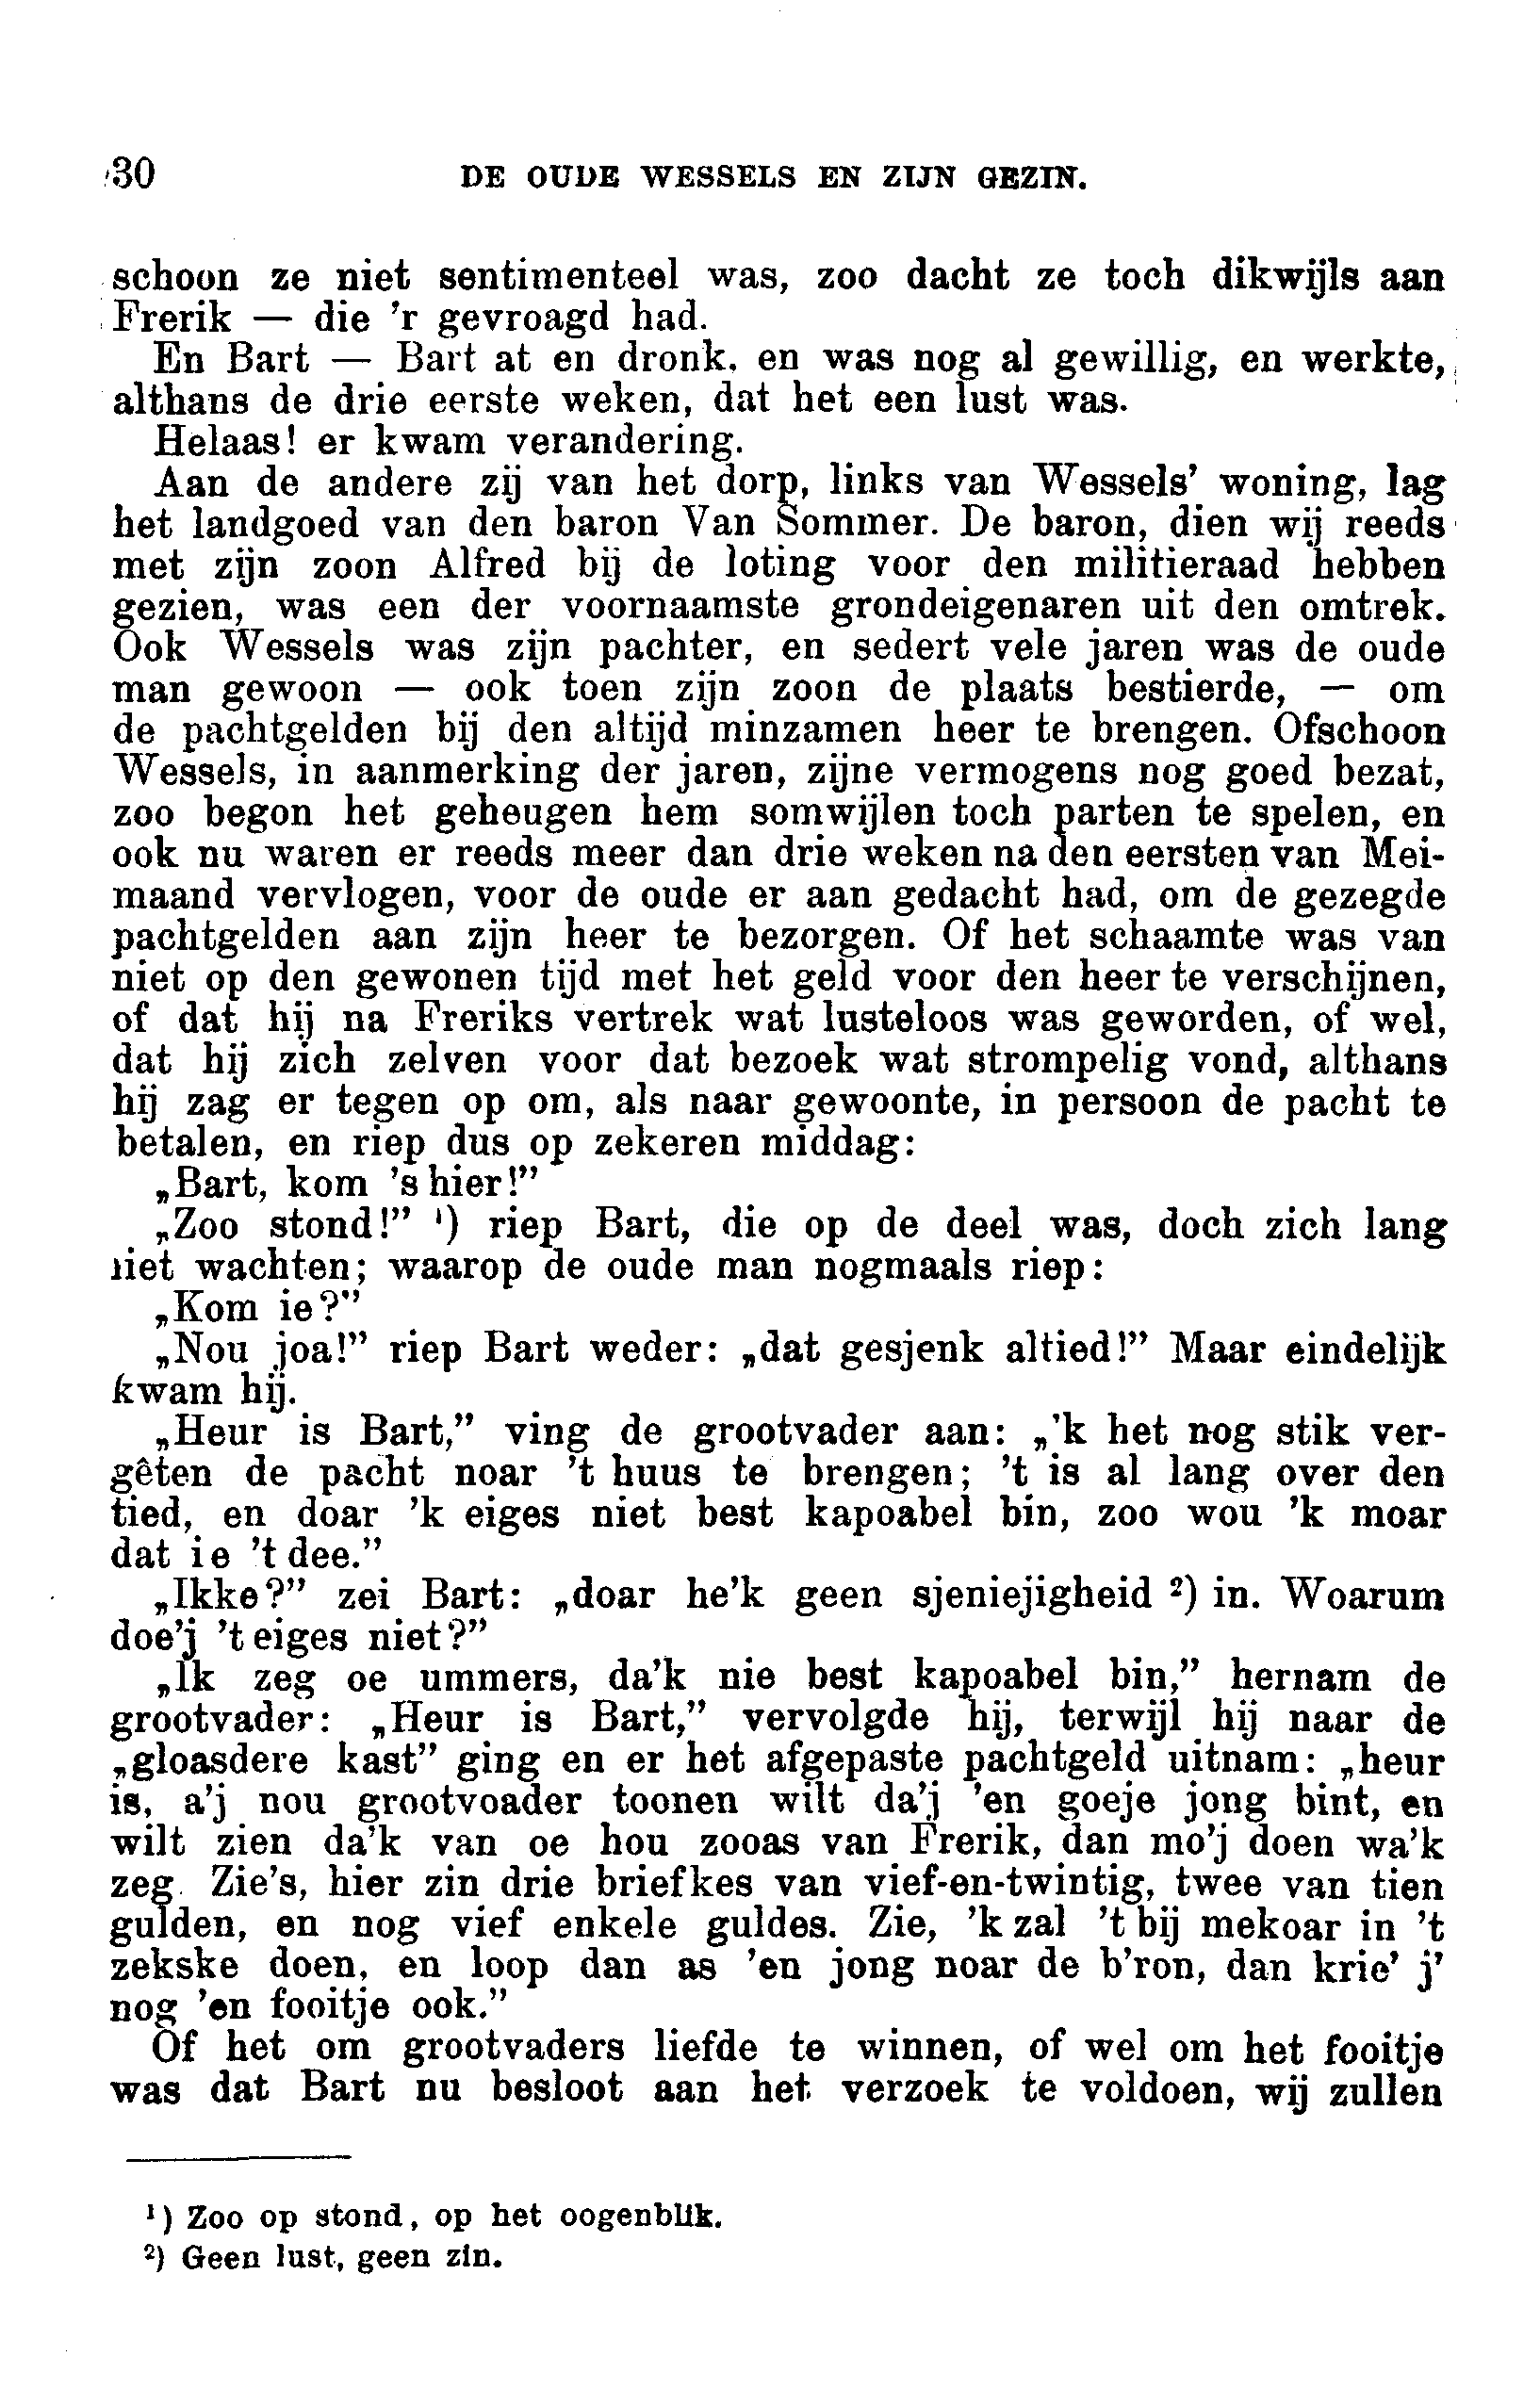 30 DE OUDE WESSELS EN ZIJN GEZIN.
schoon ze niet sentimenteel was, zoo dacht ze toch dikwijls aan
Frerik — die 'r gevroagd had.
En Bart — Bart at en dronk, en was nog al gewillig, en werkte,
althans de drie eerste weken, dat het een lust was.
Helaas! er kwam verandering.
Aan de andere zij van het dorp, links van Wessels' woning, lag
het landgoed van den baron Van Sommer. De baron, dien wij reeds
met zijn zoon Alfred bij de loting voor den militieraad hebben
gezien, was een der voornaamste grondeigenaren uit den omtrek.
Ook Wessels was zijn pachter, en sedert vele jaren was de oude
man gewoon — ook toen zijn zoon de plaats bestierde, — om
de pachtgelden bij den altijd minzamen heer te brengen. Ofschoon
Wessels, in aanmerking der jaren, zijne vermogens nog goed bezat,
zoo begon het geheugen hem somwijlen toch parten te spelen, en
ook nu waren er reeds meer dan drie weken na den eersten van Mei-
maand vervlogen, voor de oude er aan gedacht had, om de gezegde
pachtgelden aan zijn heer te bezorgen. Of het schaamte was van
niet op den gewonen tijd met het geld voor den heer te verschijnen,
of dat hij na Freriks vertrek wat lusteloos was geworden, of wel,
dat hij zich zelven voor dat bezoek wat strompelig vond, althans
hij zag er tegen op om, als naar gewoonte, in persoon de pacht te
betalen, en riep dus op zekeren middag:
„Bart, kom 's hier!”
„Zoo stond!” ¹) riep Bart, die op de deel was, doch zich lang
niet wachten; waarop de oude man nogmaals riep:
„Kom ie?”
„Nou joa!” riep Bart weder: „dat gesjenk altied!” Maar eindelijk
kwam hij.
„Heur is Bart,” ving de grootvader aan: „'k het nog stik ver-
gêten de pacht noar 't huus te brengen; 't is al lang over den
tied, en doar 'k eiges niet best kapoabel bin, zoo wou 'k moar
dat ie 't dee.”
„Ikke?” zei Bart: „doar he'k geen sjeniejigheid ²) in. Woarum
doe'j 't eiges niet?”
„Ik zeg oe ummers, da'k nie best kapoabel bin,” hernam de
grootvader: „Heur is Bart,” vervolgde hij, terwijl hij naar de
„gloasdere kast” ging en er het afgepaste pachtgeld uitnam: „heur
is, a'j nou grootvoader toonen wilt da'j 'en goeje jong bint, en
wilt zien da'k van oe hou zooas van Frerik, dan mo'j doen wa'k
zeg. Zie's, hier zin drie briefkes van vief-en-twintig, twee van tien
gulden, en nog vief enkele guldes. Zie, 'k zal 't bij mekoar in 't
zekske doen, en loop dan as 'en jong noar de b'ron, dan krie' j'
nog 'en fooitje ook.”
Of het om grootvaders liefde te winnen, of wel om het fooitje
was dat Bart nu besloot aan het verzoek te voldoen, wij zullen
¹) Zoo op stond, op het oogenblik.
²) Geen lust, geen zin.